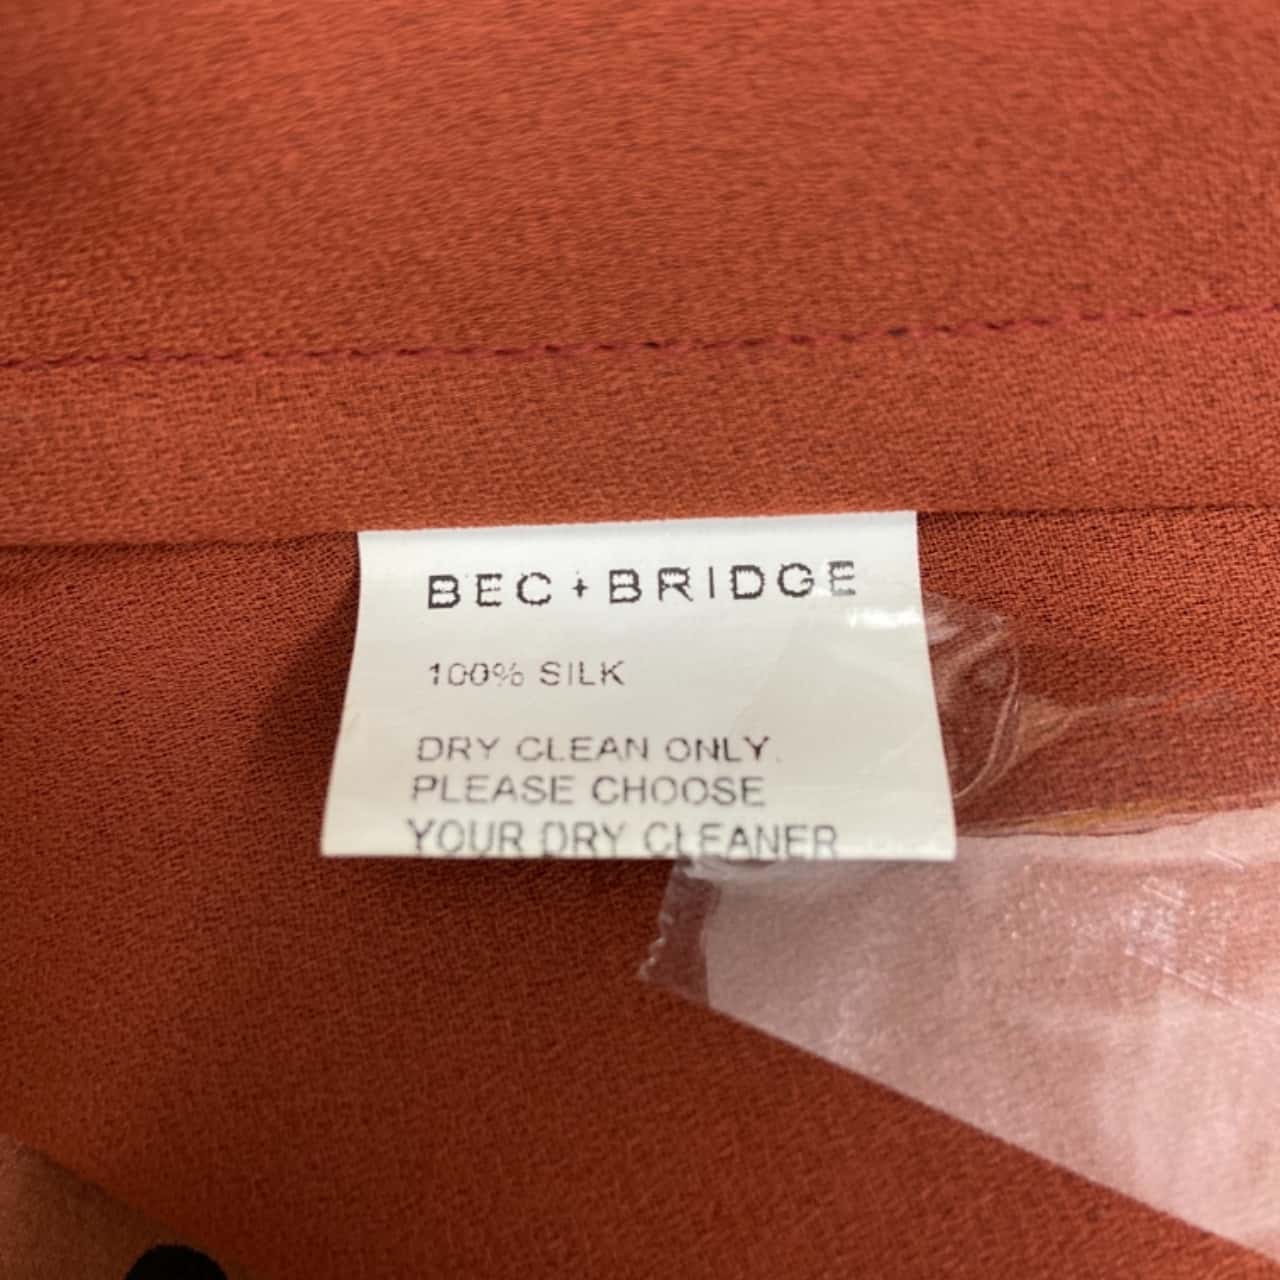 BEC + BRIDGE
100% SILK
DRY CLEAN ONLY.
PLEASE CHOOSE
YOUR DRY CLEANER